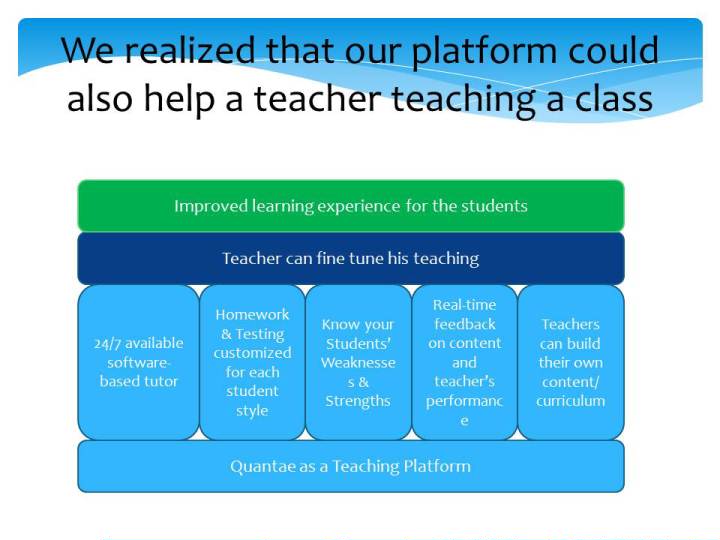 We realized that our platform could
also help a teacher teaching a class
Improved learning experience for the students
Teacher can fine tune his teaching
24/7 available
software-
based tutor
Homework
& Testing
customized
for each
student
style
Know your
Students'
Weaknesse
s &
Strengths
Real-time
feedback
on content
and
teacher's
performanc
e
Teachers
can build
their own
content/
curriculum
Quantae as a Teaching Platform